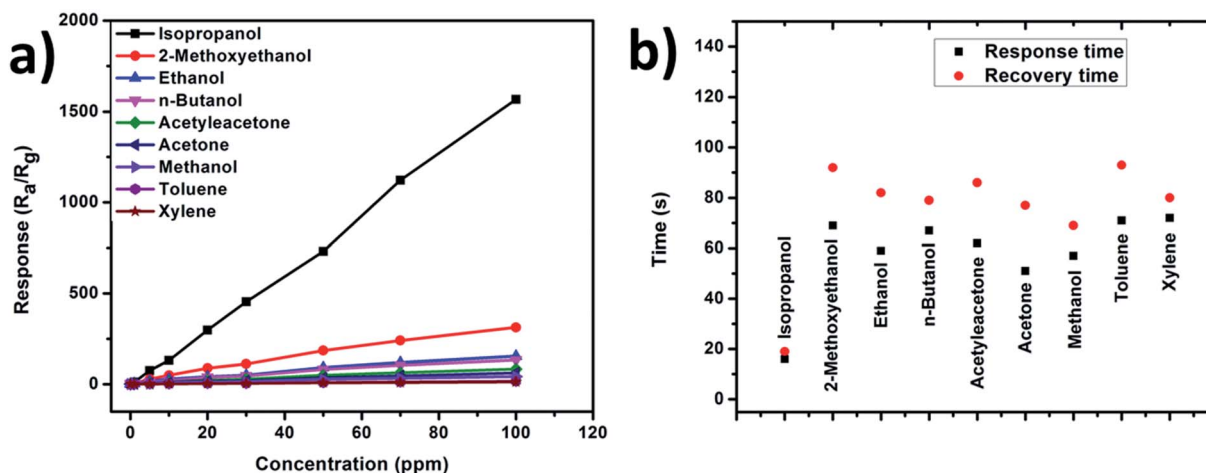 a)
Response (Ra/Rg)
2000
1500
1000
500
0
Isopropanol
2-Methoxyethanol
Ethanol
n-Butanol
Acetyleacetone
Acetone
Methanol
Toluene
Xylene
0 20 40 60 80 100 120
Concentration (ppm)
b)
Time (s)
140
120
100
80
60
40
20
0
Response time
Recovery time
Isopropanol
2-Methoxyethanol
Ethanol
n-Butanol
Acetyleacetone
Acetone
Methanol
Toluene
Xylene